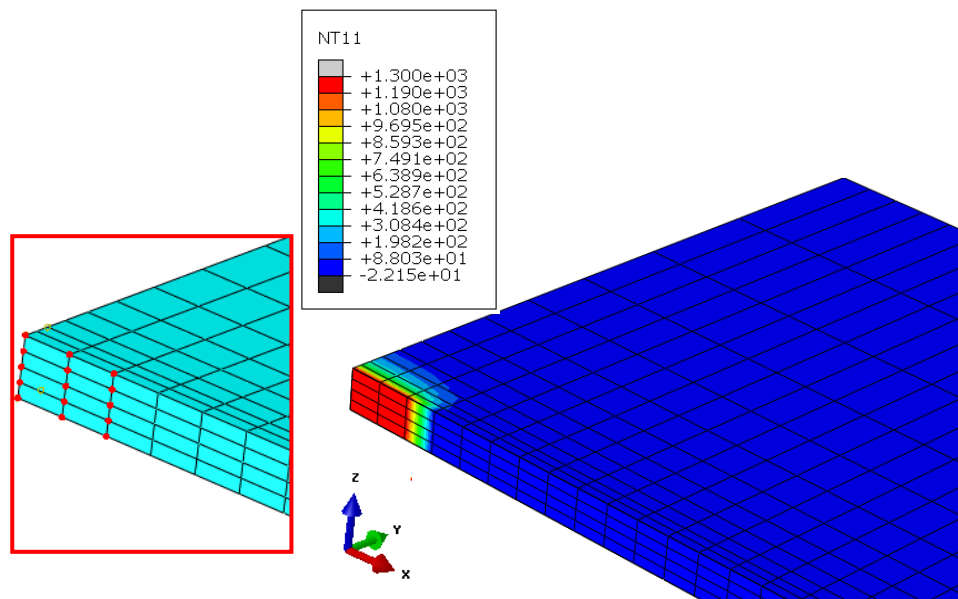 NT11
+1.300e+03
+1.190e+03
+1.080e+03
+9.695e+02
+8.593e+02
+7.491e+02
+6.389e+02
+5.287e+02
+4.186e+02
+3.084e+02
+1.982e+02
+8.803e+01
-2.215e+01
Z
Y
X